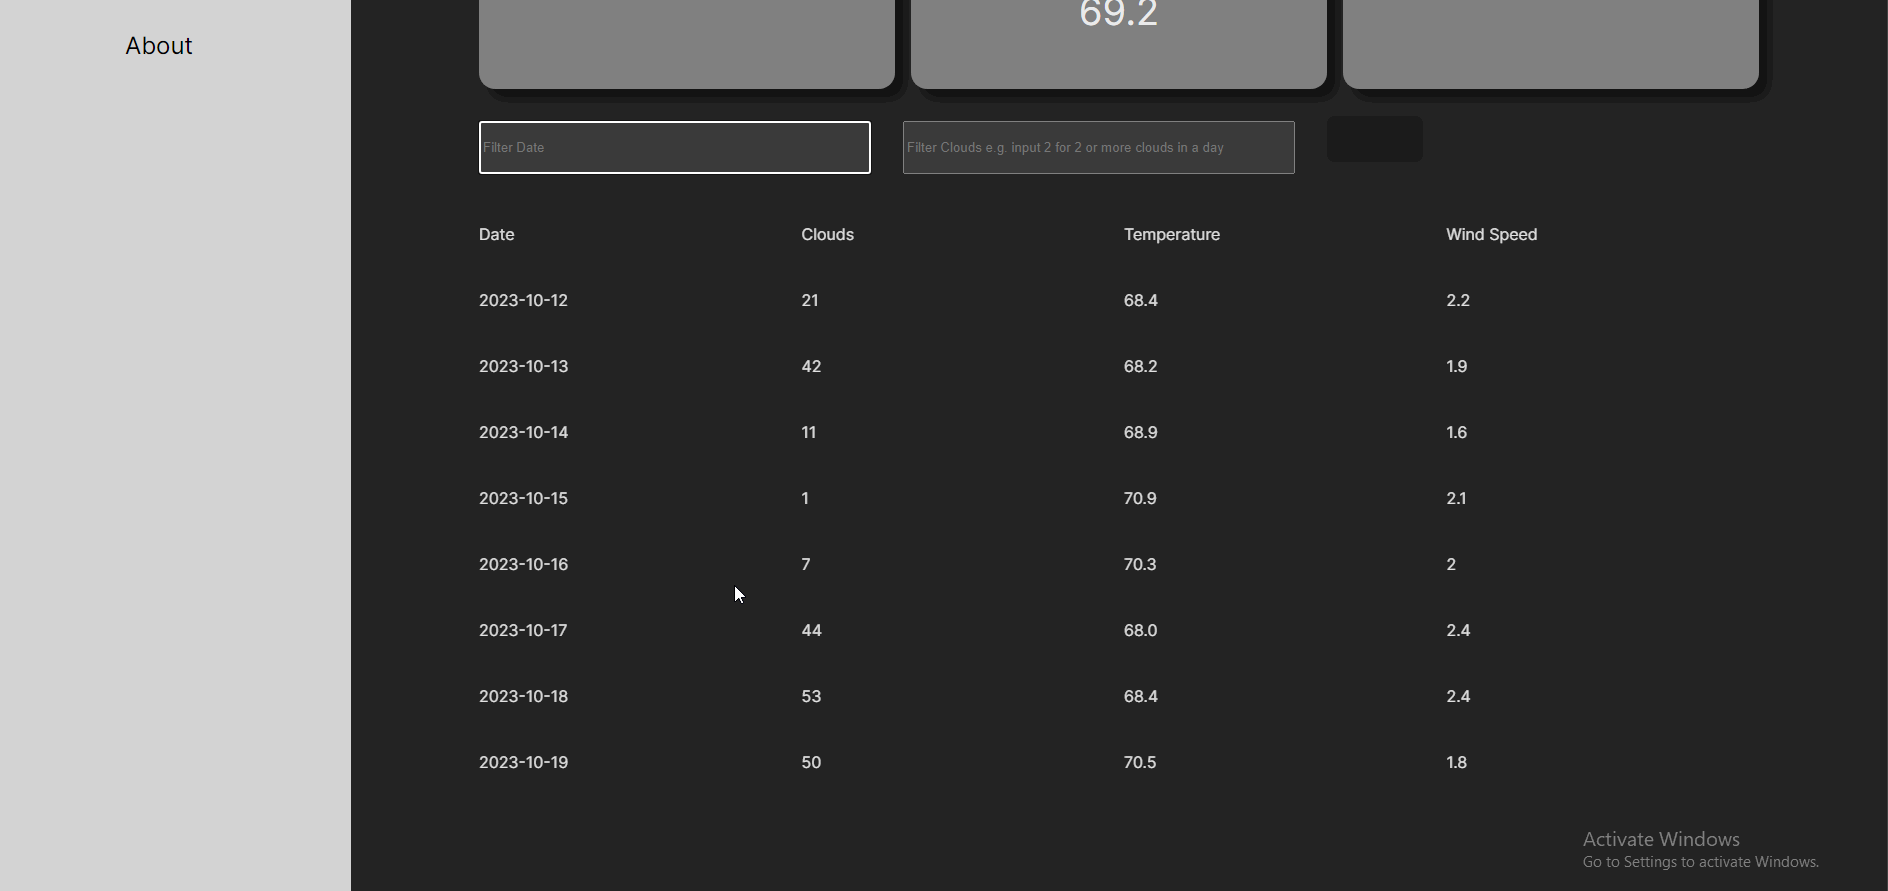 About
69.2
Filter Date
Filter Clouds e.g. input 2 for 2 or more clouds in a day
Date Clouds Temperature Wind Speed
2023-10-12 21 68.4 2.2
2023-10-13 42 68.2 1.9
2023-10-14 11 68.9 1.6
2023-10-15 1 70.9 2.1
2023-10-16 7 70.3 2
2023-10-17 44 68.0 2.4
2023-10-18 53 68.4 2.4
2023-10-19 50 70.5 1.8
Activate Windows
Go to Settings to activate Windows.